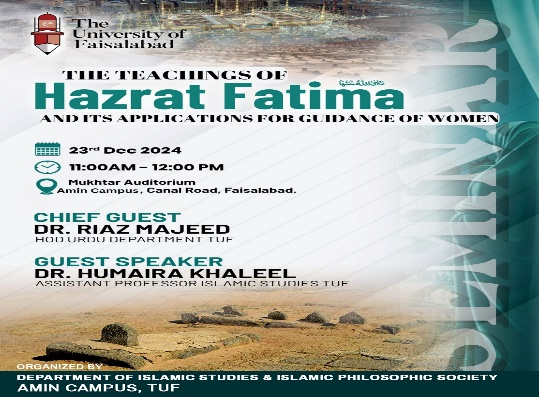 The
University of
Faisalabad
THE TEACHINGS OF
Hazrat Fatima
AND ITS APPLICATIONS FOR GUIDANCE OF WOMEN
23rd Dec 2024
11:00AM – 12:00 PM
Mukhtar Auditorium
Amin Campus, Canal Road, Faisalabad.
CHIEF GUEST
DR. RIAZ MAJEED
HOD URDU DEPARTMENT TUF
GUEST SPEAKER
DR. HUMAIRA KHALEEL
ASSISTANT PROFESSOR ISLAMIC STUDIES TUF
SEMINAR
ORGANIZED BY
DEPARTMENT OF ISLAMIC STUDIES & ISLAMIC PHILOSOPHIC SOCIETY
AMIN CAMPUS, TUF